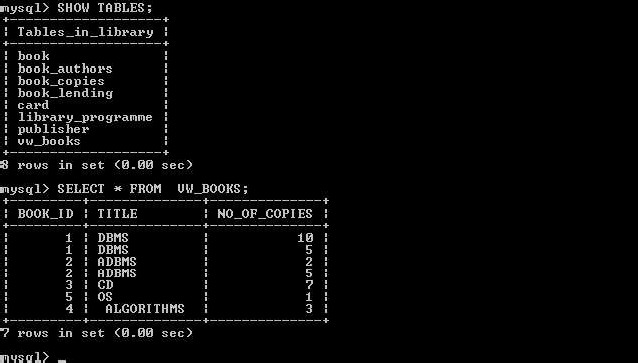 mysql> SHOW TABLES;
+--------------------+
| Tables_in_library |
+--------------------+
| book |
| book_authors |
| book_copies |
| book_lending |
| card |
| library_programme |
| publisher |
| vw_books |
+--------------------+
8 rows in set (0.00 sec)
mysql> SELECT * FROM  VW_BOOKS;
+---------+--------------+--------------+
| BOOK_ID | TITLE | NO_OF_COPIES |
+---------+--------------+--------------+
| 1 | DBMS | 10 |
| 1 | DBMS | 5 |
| 2 | ADBMS | 2 |
| 2 | ADBMS | 5 |
| 3 | CD | 7 |
| 5 | OS | 1 |
| 4 | ALGORITHMS | 3 |
+---------+--------------+--------------+
7 rows in set (0.00 sec)
mysql> _